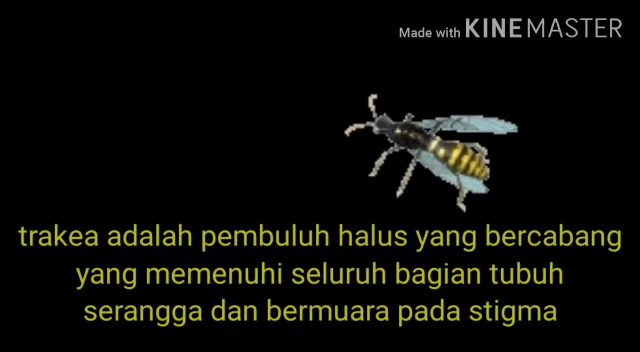 Made with KINEMASTER
trakea adalah pembuluh halus yang bercabang
yang memenuhi seluruh bagian tubuh
serangga dan bermuara pada stigma